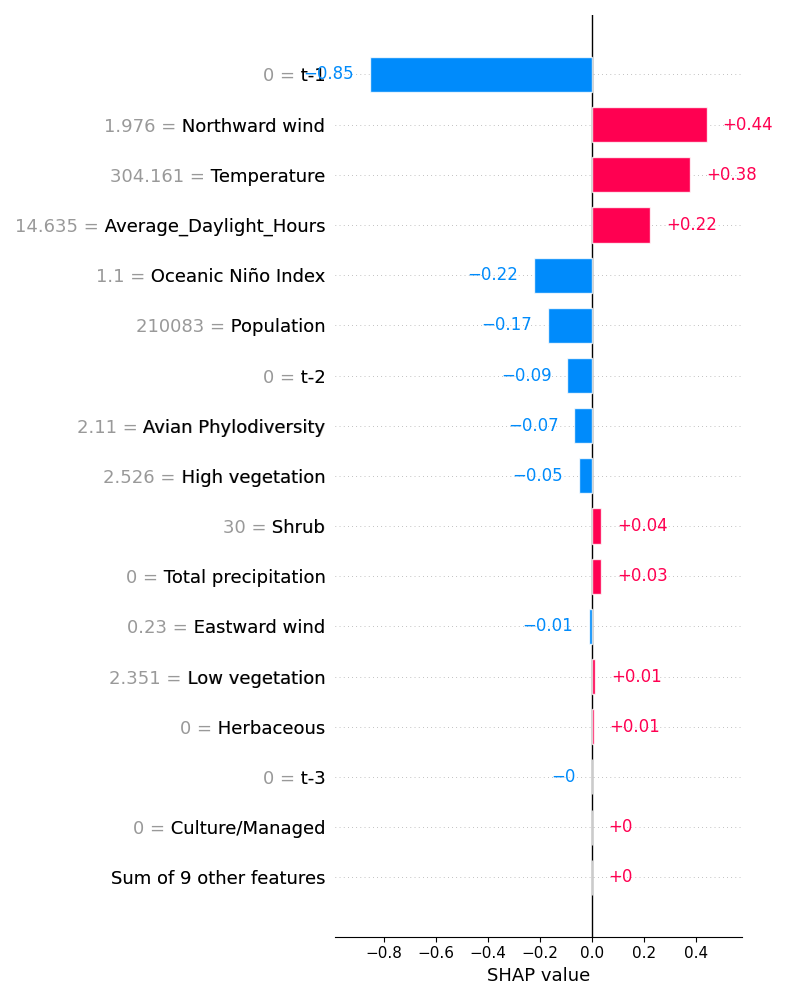 0 = t-1 −0.85
1.976 = Northward wind +0.44
304.161 = Temperature +0.38
14.635 = Average_Daylight_Hours +0.22
1.1 = Oceanic Niño Index −0.22
210083 = Population −0.17
0 = t-2 −0.09
2.11 = Avian Phylodiversity −0.07
2.526 = High vegetation −0.05
30 = Shrub +0.04
0 = Total precipitation +0.03
0.23 = Eastward wind −0.01
2.351 = Low vegetation +0.01
0 = Herbaceous +0.01
0 = t-3 −0
0 = Culture/Managed +0
Sum of 9 other features +0
−0.8 −0.6 −0.4 −0.2 0.0 0.2 0.4
SHAP value